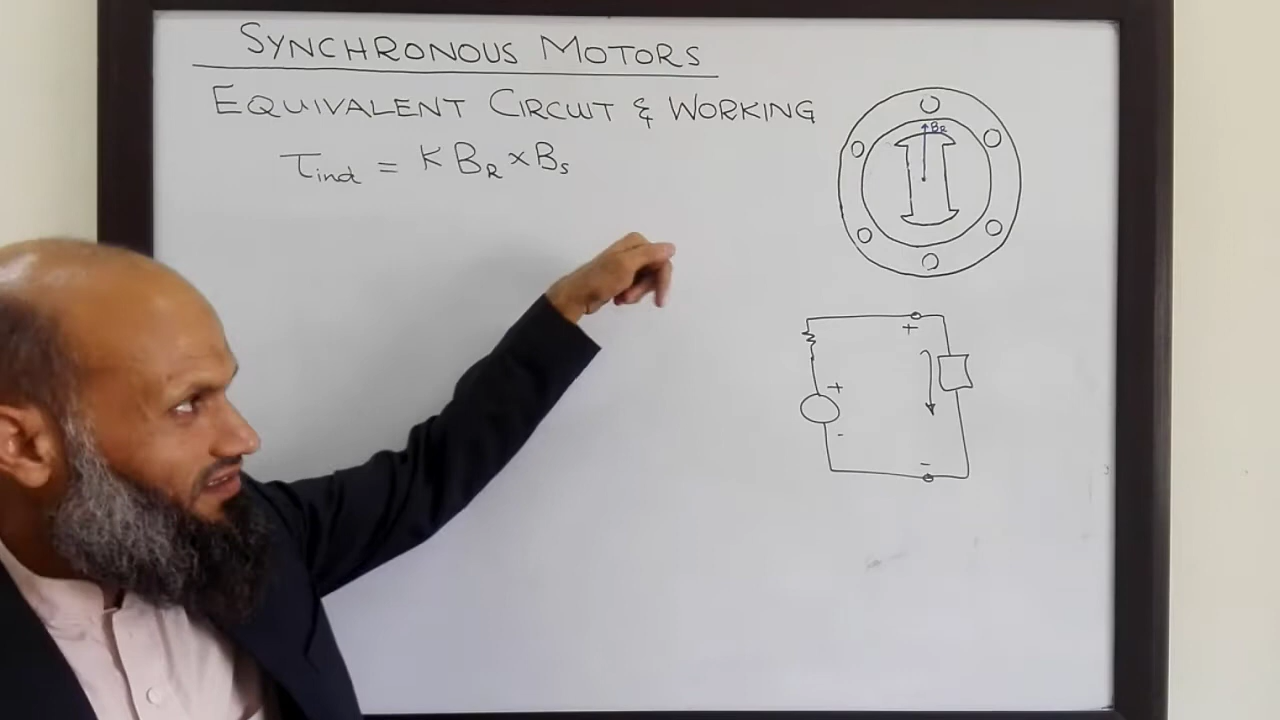 SYNCHRONOUS MOTORS
EQUIVALENT CIRCUIT & WORKING
τind = K BR × BS
BR
+
+
-
-